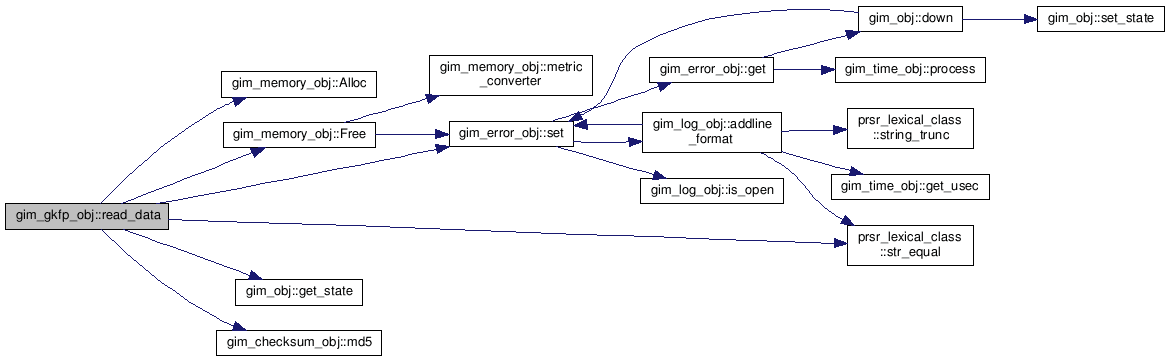 gim_obj::down
gim_obj::set_state
gim_error_obj::get
gim_time_obj::process
gim_memory_obj::metric
_converter
gim_memory_obj::Alloc
gim_memory_obj::Free
gim_error_obj::set
gim_log_obj::addline
_format
prsr_lexical_class
::string_trunc
gim_log_obj::is_open
gim_time_obj::get_usec
gim_gkfp_obj::read_data
prsr_lexical_class
::str_equal
gim_obj::get_state
gim_checksum_obj::md5